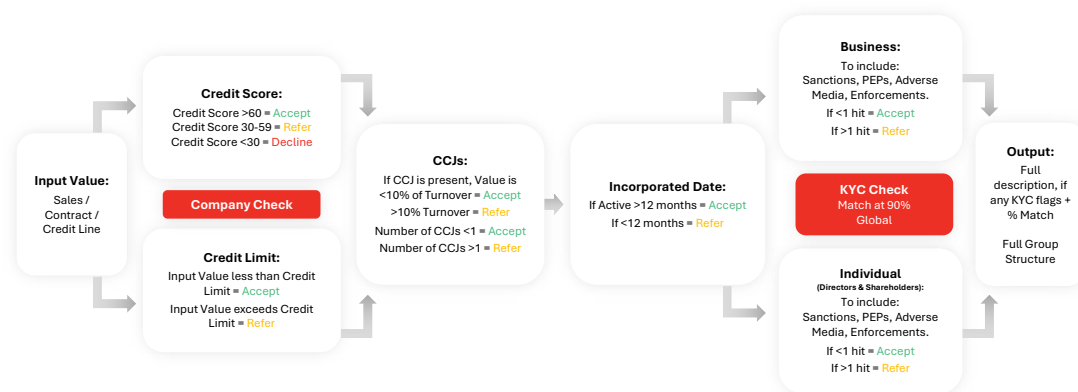 Input Value:
Sales /
Contract /
Credit Line
Credit Score:
Credit Score >60 = Accept
Credit Score 30-59 = Refer
Credit Score <30 = Decline
Company Check
Credit Limit:
Input Value less than Credit
Limit = Accept
Input Value exceeds Credit
Limit = Refer
CCJs:
If CCJ is present, Value is
<10% of Turnover = Accept
>10% Turnover = Refer
Number of CCJs <1 = Accept
Number of CCJs >1 = Refer
Incorporated Date:
If Active >12 months = Accept
If <12 months = Refer
Business:
To include:
Sanctions, PEPs, Adverse
Media, Enforcements.
If <1 hit = Accept
If >1 hit = Refer
KYC Check
Match at 90%
Global
Individual
(Directors & Shareholders):
To include:
Sanctions, PEPs, Adverse
Media, Enforcements.
If <1 hit = Accept
If >1 hit = Refer
Output:
Full
description, if
any KYC flags +
% Match
Full Group
Structure